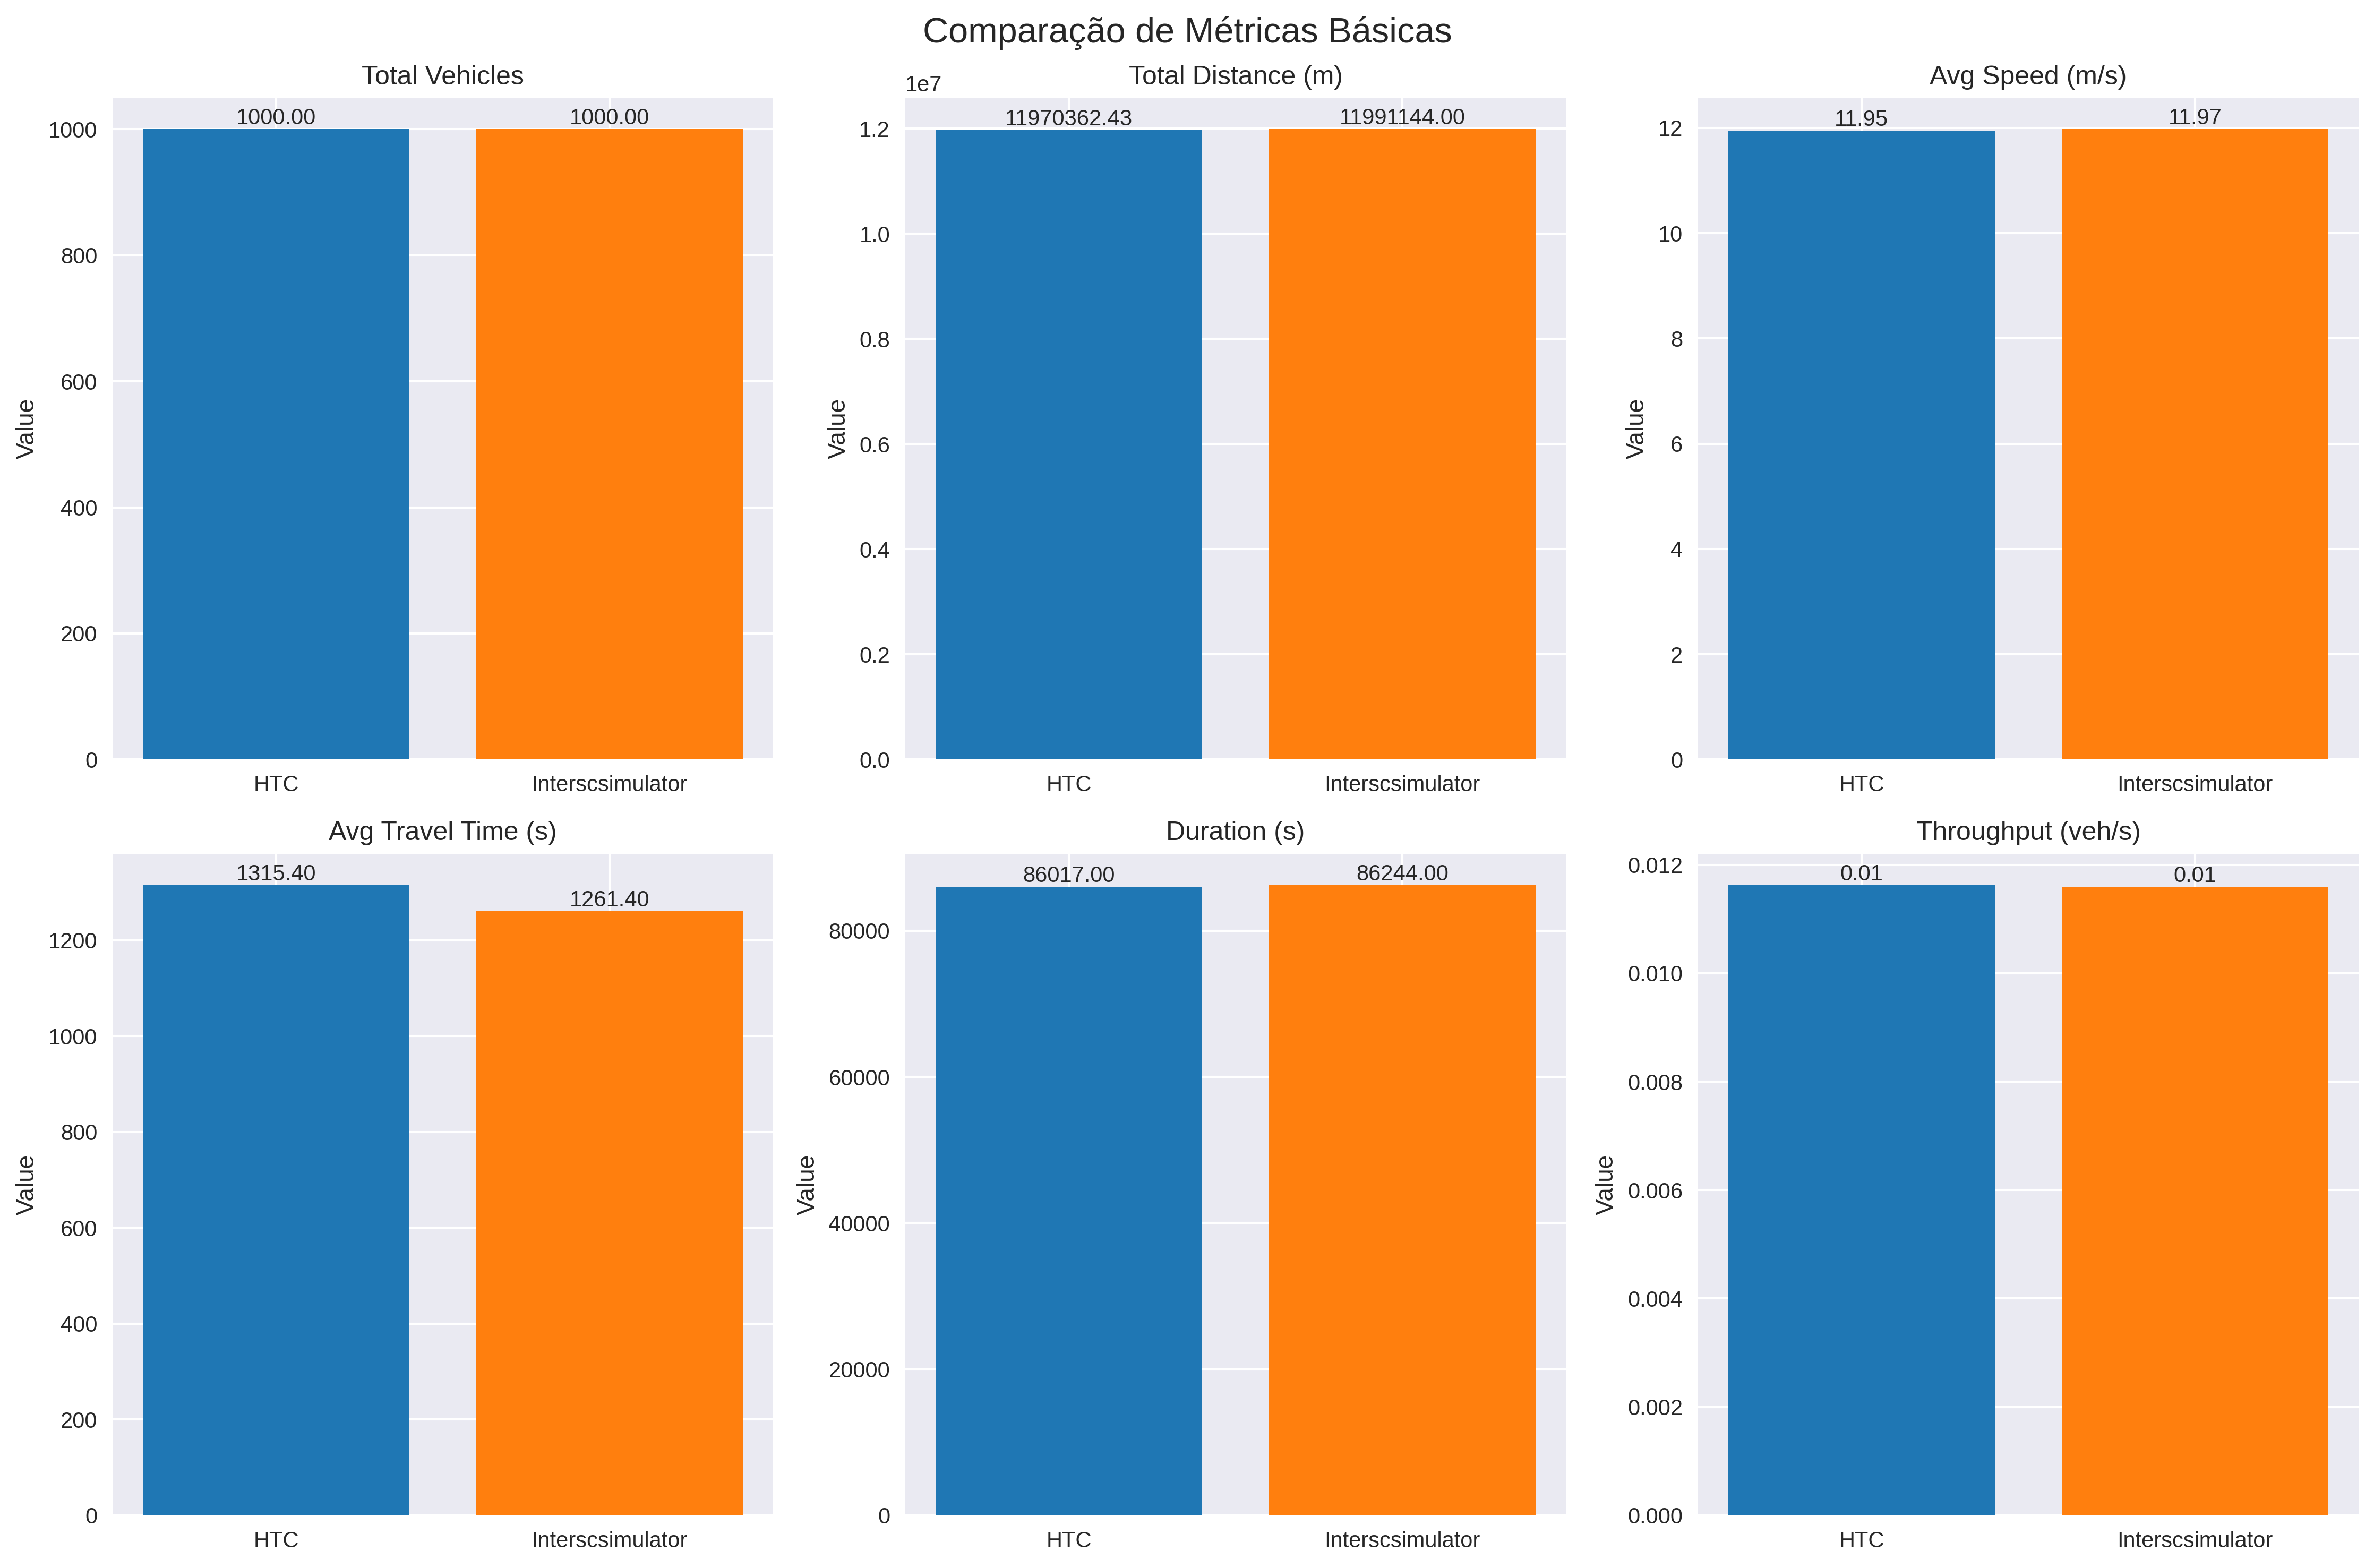 Comparação de Métricas Básicas
Total Vehicles
1000.00
1000.00
1000
800
600
400
200
0
Value
HTC
Interscsimulator
Total Distance (m)
1e7
11970362.43
11991144.00
1.2
1.0
0.8
0.6
0.4
0.2
0.0
Value
HTC
Interscsimulator
Avg Speed (m/s)
11.95
11.97
12
10
8
6
4
2
0
Value
HTC
Interscsimulator
Avg Travel Time (s)
1315.40
1261.40
1200
1000
800
600
400
200
0
Value
HTC
Interscsimulator
Duration (s)
86017.00
86244.00
80000
60000
40000
20000
0
Value
HTC
Interscsimulator
Throughput (veh/s)
0.01
0.01
0.012
0.010
0.008
0.006
0.004
0.002
0.000
Value
HTC
Interscsimulator